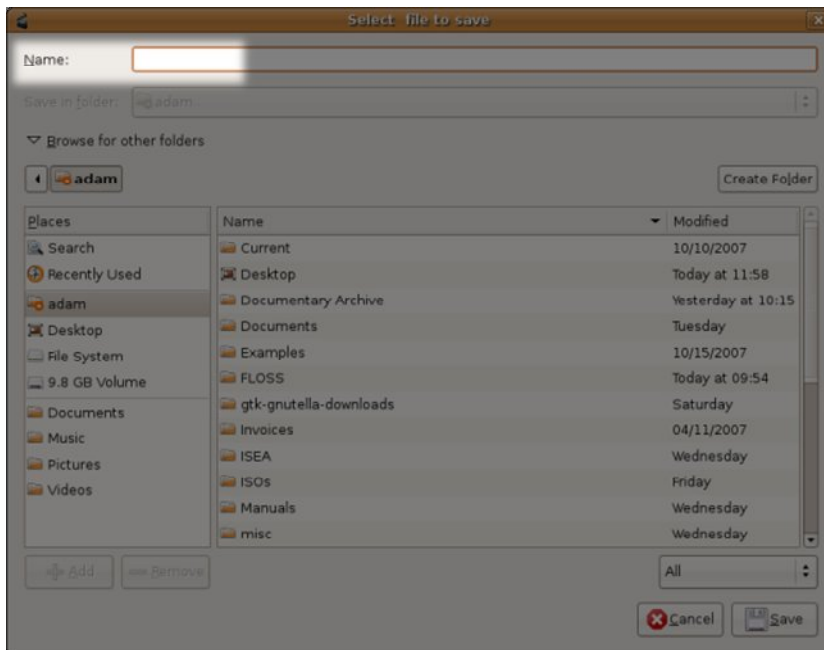 Select file to save
Name:
Save in folder: adam
Browse for other folders
adam
Create Folder
Places
Search
Recently Used
adam
Desktop
File System
9.8 GB Volume
Documents
Music
Pictures
Videos
Name Modified
Current 10/10/2007
Desktop Today at 11:58
Documentary Archive Yesterday at 10:15
Documents Tuesday
Examples 10/15/2007
FLOSS Today at 09:54
gtk-gnutella-downloads Saturday
Invoices 04/11/2007
ISEA Wednesday
ISOs Friday
Manuals Wednesday
misc Wednesday
Add Remove
All
Cancel Save